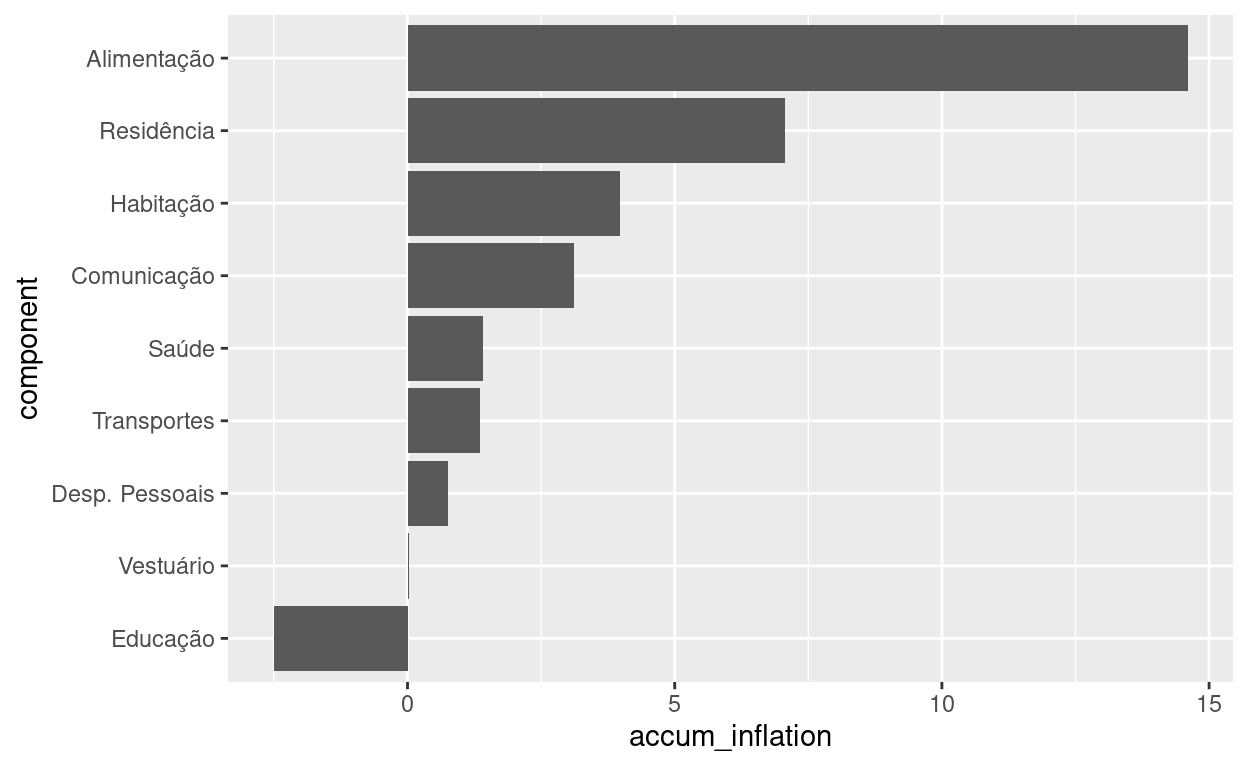 Alimentação
Residência
Habitação
Comunicação
Saúde
Transportes
Desp. Pessoais
Vestuário
Educação
component
0 5 10 15
accum_inflation